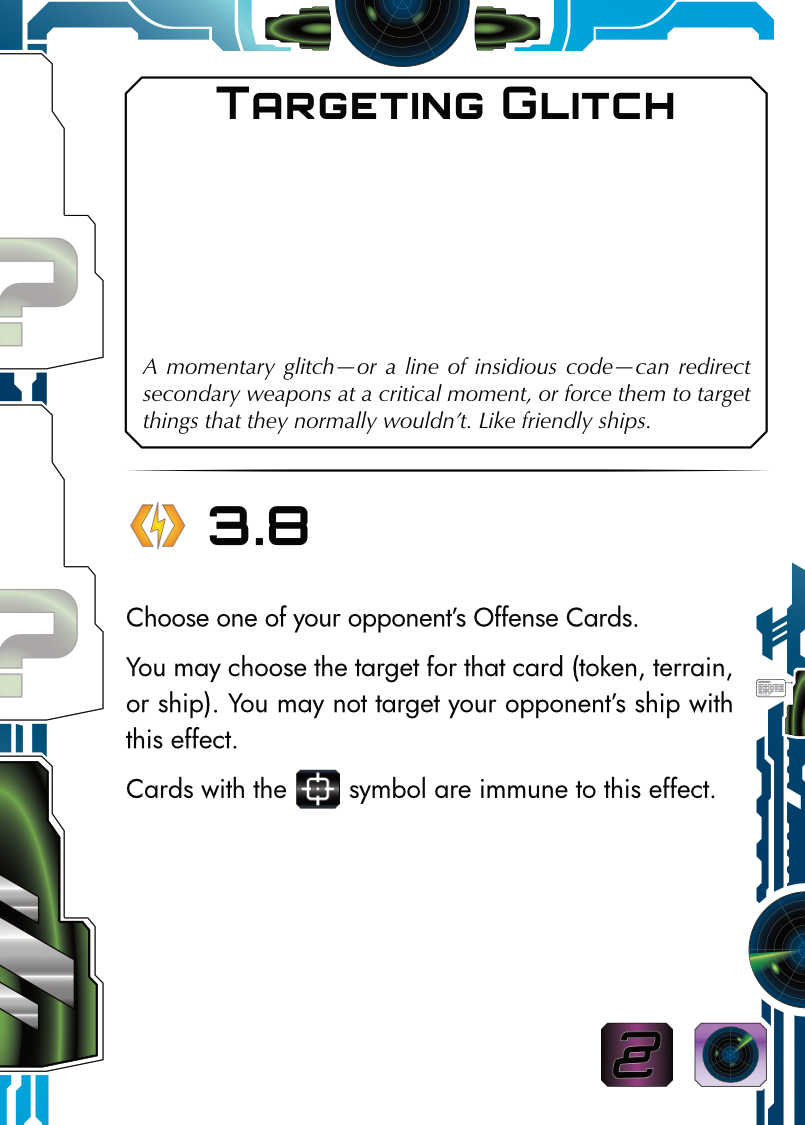 TARGETING GLITCH
A momentary glitch—or a line of insidious code—can redirect
secondary weapons at a critical moment, or force them to target
things that they normally wouldn't. Like friendly ships.
3.8
Choose one of your opponent's Offense Cards.
You may choose the target for that card (token, terrain,
or ship). You may not target your opponent's ship with
this effect.
Cards with the symbol are immune to this effect.
?
?
2